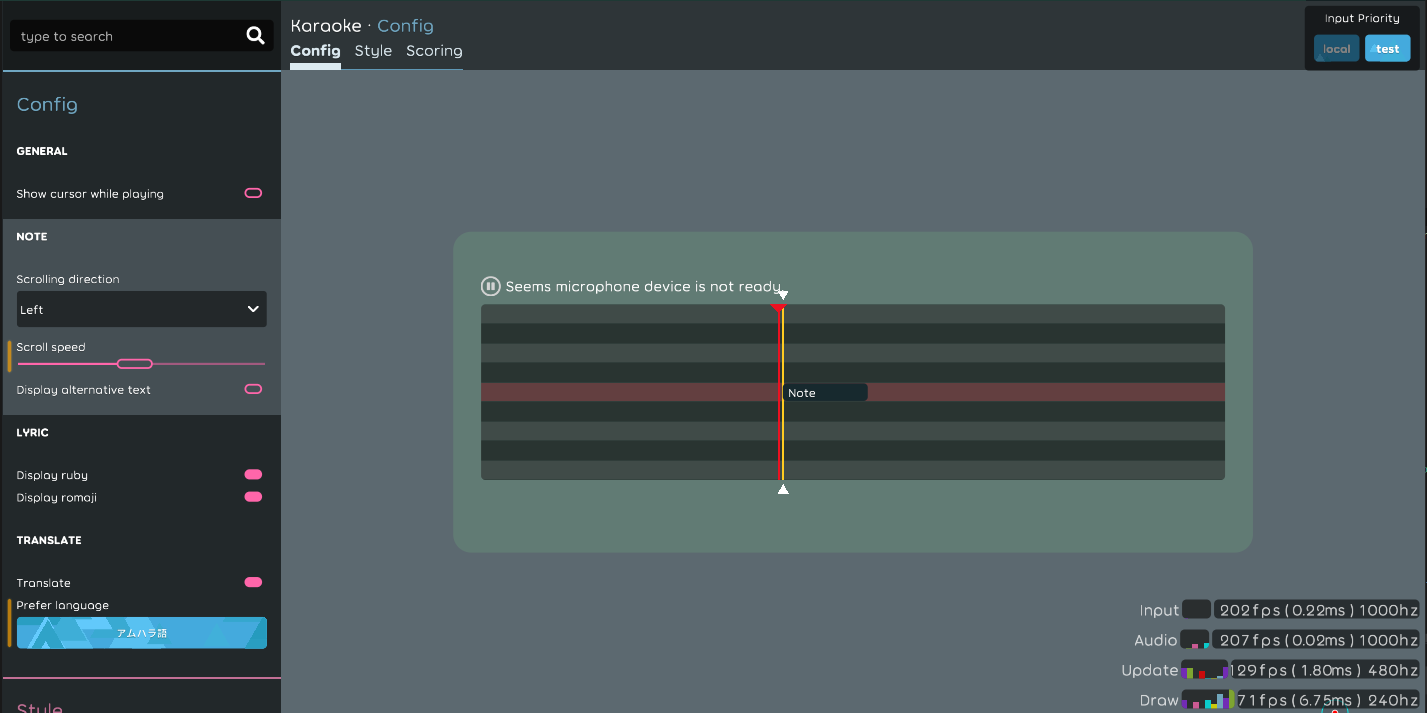 type to search
Karaoke · Config
Config Style Scoring
Input Priority
local test
Config
GENERAL
Show cursor while playing
NOTE
Scrolling direction
Left
Scroll speed
Display alternative text
LYRIC
Display ruby
Display romaji
TRANSLATE
Translate
Prefer language
アムハラ語
Style
Seems microphone device is not ready
Note
Input 202fps(0.22ms) 1000hz
Audio 207fps(0.02ms) 1000hz
Update 129fps(1.80ms) 480hz
Draw 71fps(6.75ms) 240hz